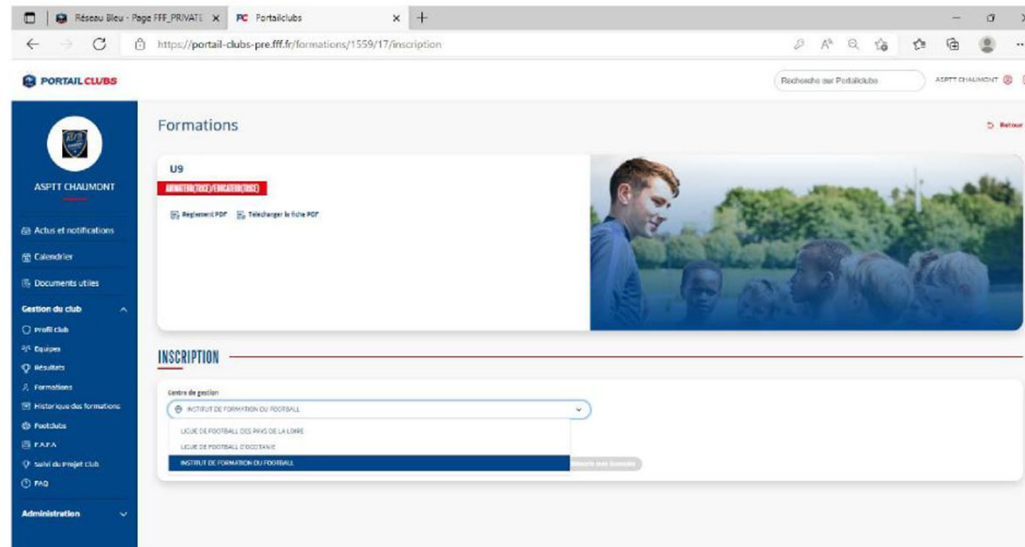 Réseau Bleu - Page FFF_PRIVATE
Portailclubs
https://portail-clubs-pre.fff.fr/formations/1559/17/inscription
PORTAIL CLUBS
Recherche sur Portailclubs
ASPTT CHAUMONT
Formations
Retour
ASPTT CHAUMONT
U9
ANIMATEUR(TRICE)/EDUCATEUR(TRICE)
Règlement PDF
Télécharger la fiche PDF
Actus et notifications
Calendrier
Documents utiles
Gestion du club
Profil club
Equipes
Résultats
Formations
Historique des formations
Footclubs
F.A.F.A
Suivi du Projet Club
FAQ
Administration
INSCRIPTION
Centre de gestion
INSTITUT DE FORMATION DU FOOTBALL
LIGUE DE FOOTBALL DES PAYS DE LA LOIRE
LIGUE DE FOOTBALL D'OCCITANIE
INSTITUT DE FORMATION DU FOOTBALL